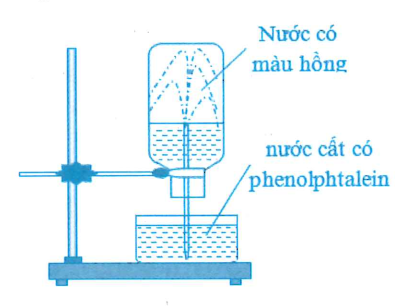 Nước có
màu hồng
nước cất có
phenolphtalein